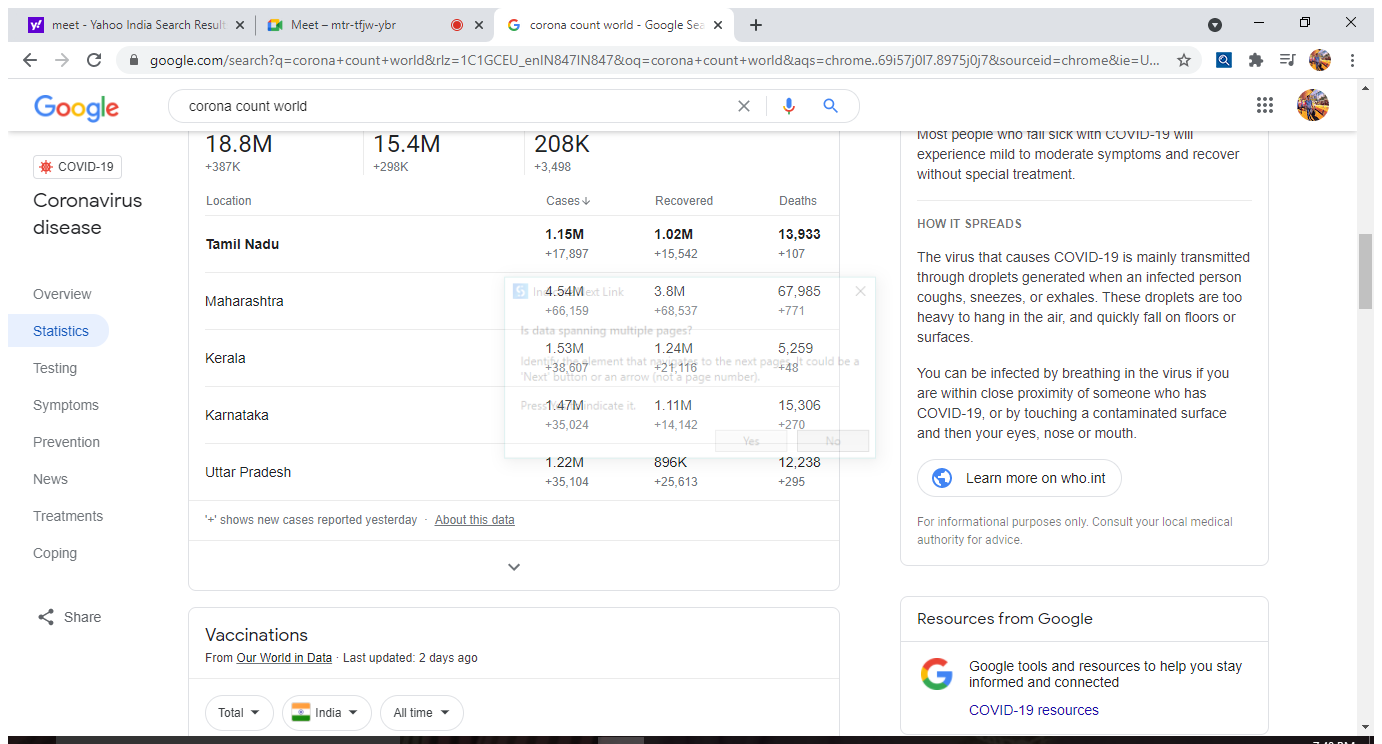 meet - Yahoo India Search Result
Meet – mtr-tfjw-ybr
corona count world - Google Sea
google.com/search?q=corona+count+world&rlz=1C1GCEU_enIN847IN847&oq=corona+count+world&aqs=chrome..69i57j0l7.8975j0j7&sourceid=chrome&ie=U...
Google
corona count world
COVID-19
Coronavirus
disease
Overview
Statistics
Testing
Symptoms
Prevention
News
Treatments
Coping
Share
18.8M 15.4M 208K
+387K +298K +3,498
Location Cases Recovered Deaths
Tamil Nadu 1.15M 1.02M 13,933
+17,897 +15,542 +107
Maharashtra 4.54M 3.8M 67,985
+66,159 +68,537 +771
Kerala 1.53M 1.24M 5,259
+38,607 +21,116 +48
Karnataka 1.47M 1.11M 15,306
+35,024 +14,142 +270
Uttar Pradesh 1.22M 896K 12,238
+35,104 +25,613 +295
Next Link
Is data spanning multiple pages?
Identify the element that navigates to the next pages. It could be a
'Next' button or an arrow (not a page number).
indicate it.
Yes No
'+' shows new cases reported yesterday · About this data
Vaccinations
From Our World in Data · Last updated: 2 days ago
Total India All time
Most people who fall sick with COVID-19 will
experience mild to moderate symptoms and recover
without special treatment.
HOW IT SPREADS
The virus that causes COVID-19 is mainly transmitted
through droplets generated when an infected person
coughs, sneezes, or exhales. These droplets are too
heavy to hang in the air, and quickly fall on floors or
surfaces.
You can be infected by breathing in the virus if you
are within close proximity of someone who has
COVID-19, or by touching a contaminated surface
and then your eyes, nose or mouth.
Learn more on who.int
For informational purposes only. Consult your local medical
authority for advice.
Resources from Google
Google tools and resources to help you stay
informed and connected
COVID-19 resources